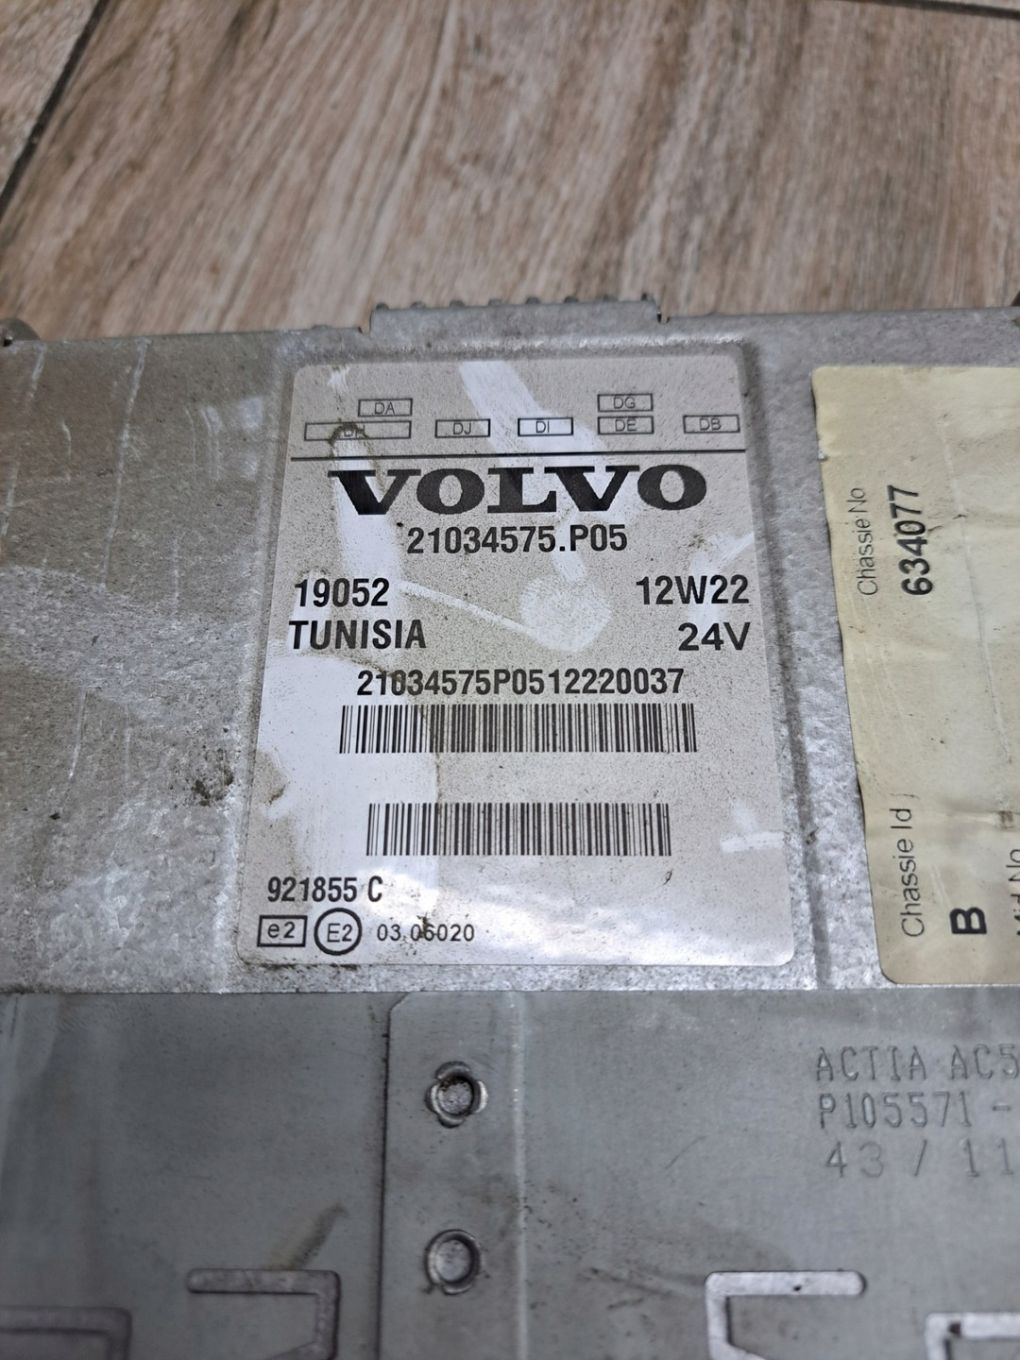 DA
DG
DH
DJ
DI
DE
DB
VOLVO
21034575.P05
19052
12W22
TUNISIA
24V
21034575P0512220037
921855 C
e2
E2
03.06020
Chassie No
634077
Chassie Id
B
ACTIA AC5
P105571 -
43 / 11